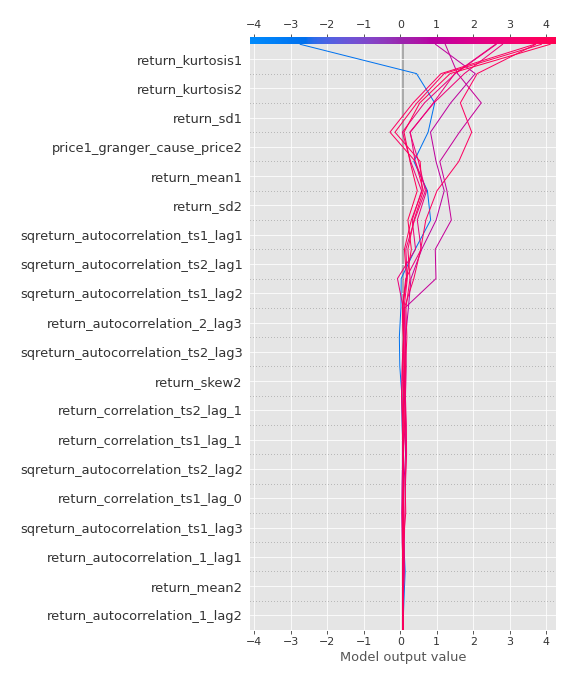 −4 −3 −2 −1 0 1 2 3 4
return_kurtosis1
return_kurtosis2
return_sd1
price1_granger_cause_price2
return_mean1
return_sd2
sqreturn_autocorrelation_ts1_lag1
sqreturn_autocorrelation_ts2_lag1
sqreturn_autocorrelation_ts1_lag2
return_autocorrelation_2_lag3
sqreturn_autocorrelation_ts2_lag3
return_skew2
return_correlation_ts2_lag_1
return_correlation_ts1_lag_1
sqreturn_autocorrelation_ts2_lag2
return_correlation_ts1_lag_0
sqreturn_autocorrelation_ts1_lag3
return_autocorrelation_1_lag1
return_mean2
return_autocorrelation_1_lag2
−4 −3 −2 −1 0 1 2 3 4
Model output value